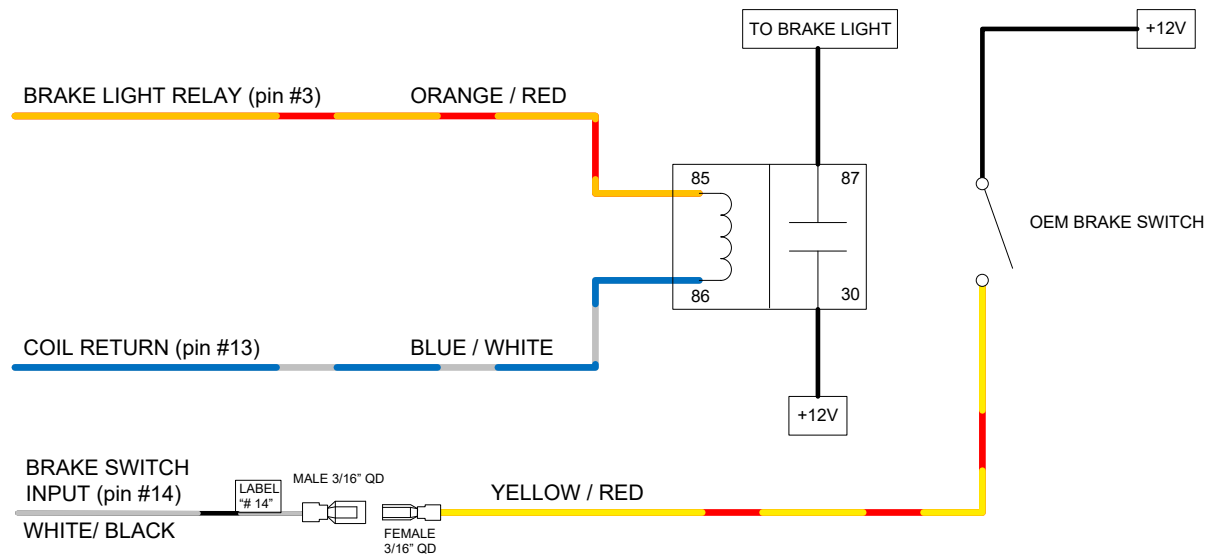 TO BRAKE LIGHT
+12V
BRAKE LIGHT RELAY (pin #3)
ORANGE / RED
85
87
OEM BRAKE SWITCH
86
30
COIL RETURN (pin #13)
BLUE / WHITE
+12V
BRAKE SWITCH
INPUT (pin #14)
LABEL
“# 14”
MALE 3/16” QD
YELLOW / RED
WHITE/ BLACK
FEMALE
3/16” QD